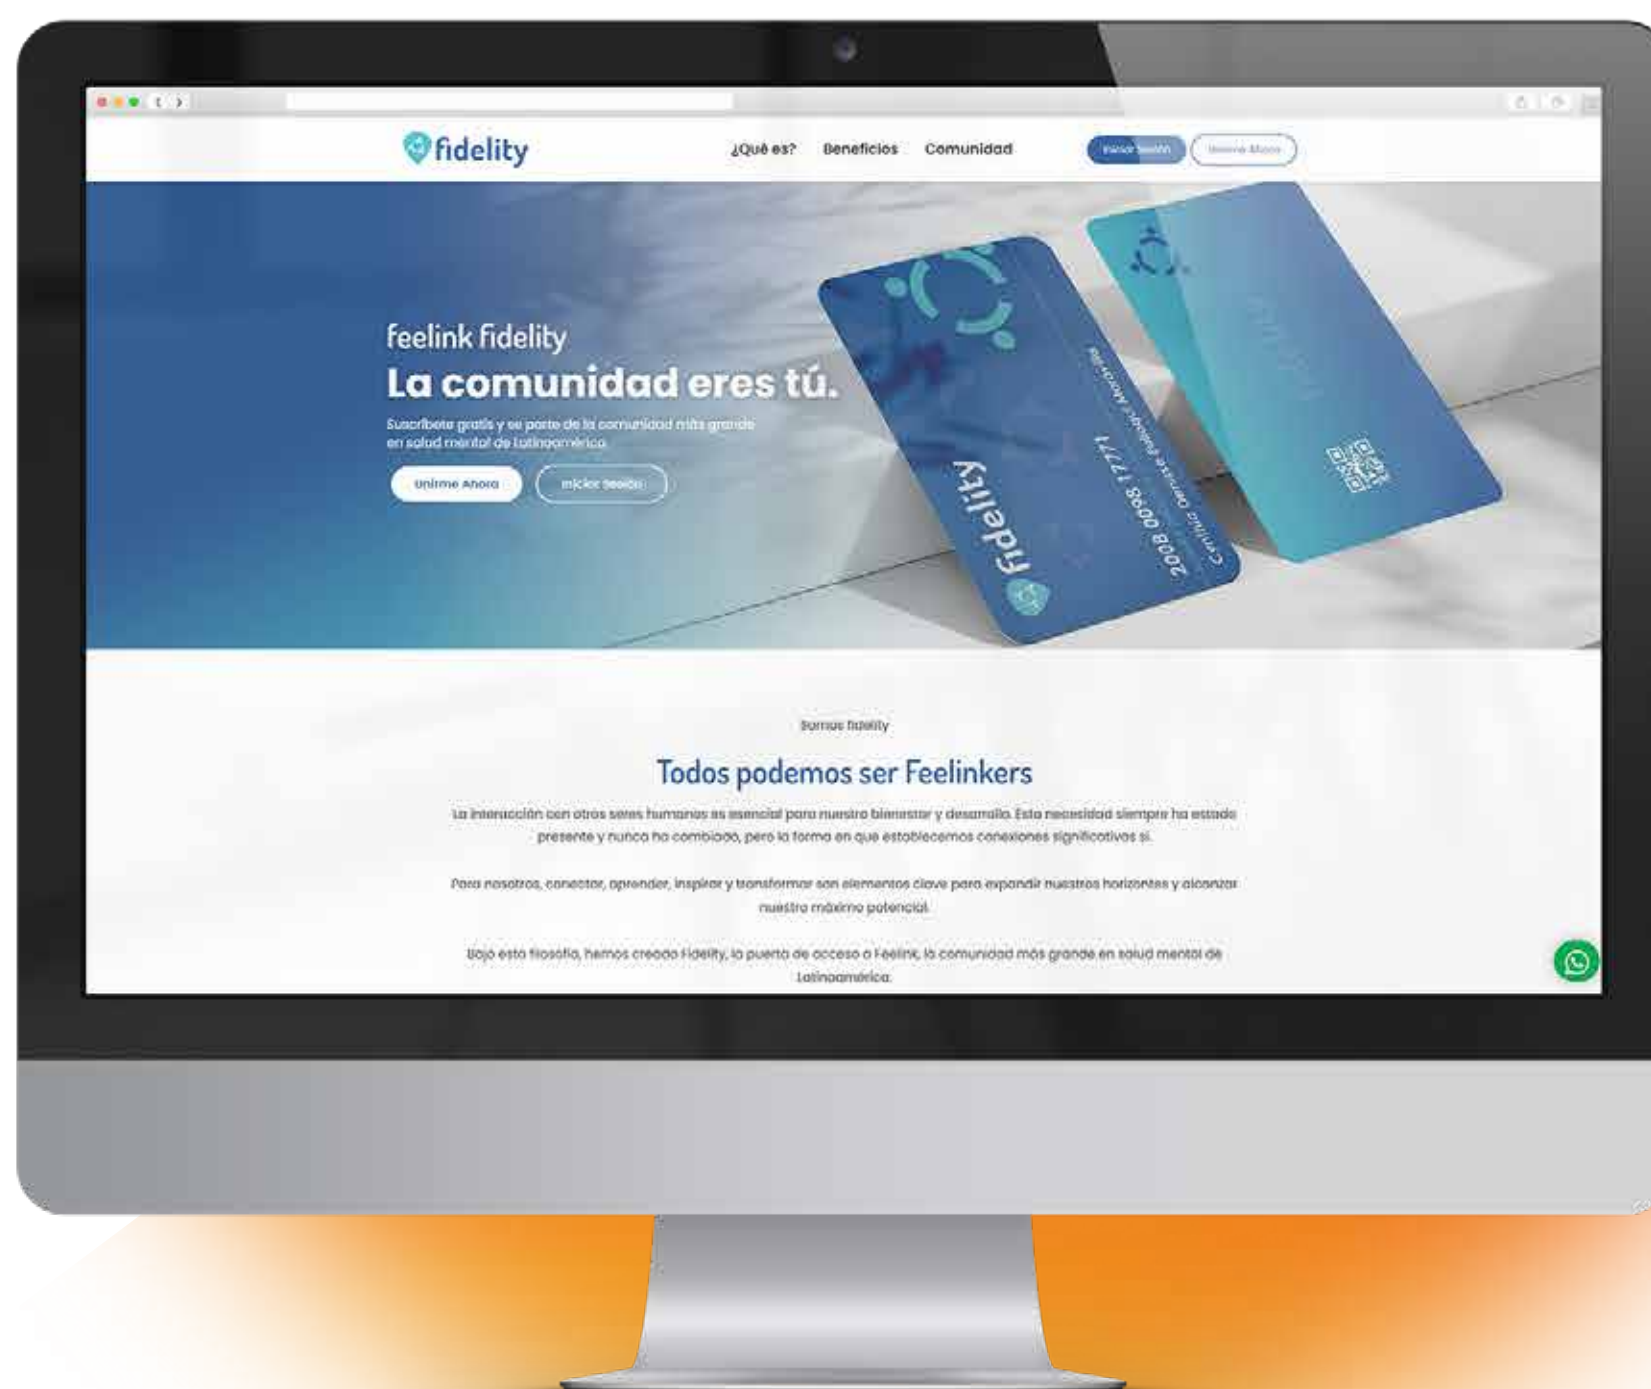 fidelity
¿Qué es? Beneficios Comunidad
Iniciar Sesión Unirme Ahora
feelink fidelity
La comunidad eres tú.
Suscríbete gratis y se parte de la comunidad más grande
en salud mental de Latinoamérica.
Unirme Ahora Iniciar Sesión
fidelity
2008 0098 17771
Somos fidelity
Todos podemos ser Feelinkers
La interacción con otros seres humanos es esencial para nuestro bienestar y desarrollo. Esta necesidad siempre ha estado
presente y nunca ha cambiado, pero la forma en que establecemos conexiones significativas sí.
Para nosotros, conectar, aprender, inspirar y transformar son elementos clave para expandir nuestros horizontes y alcanzar
nuestro máximo potencial.
Bajo esta filosofía, hemos creado Fidelity, la puerta de acceso a Feelink, la comunidad más grande en salud mental de
Latinoamérica.